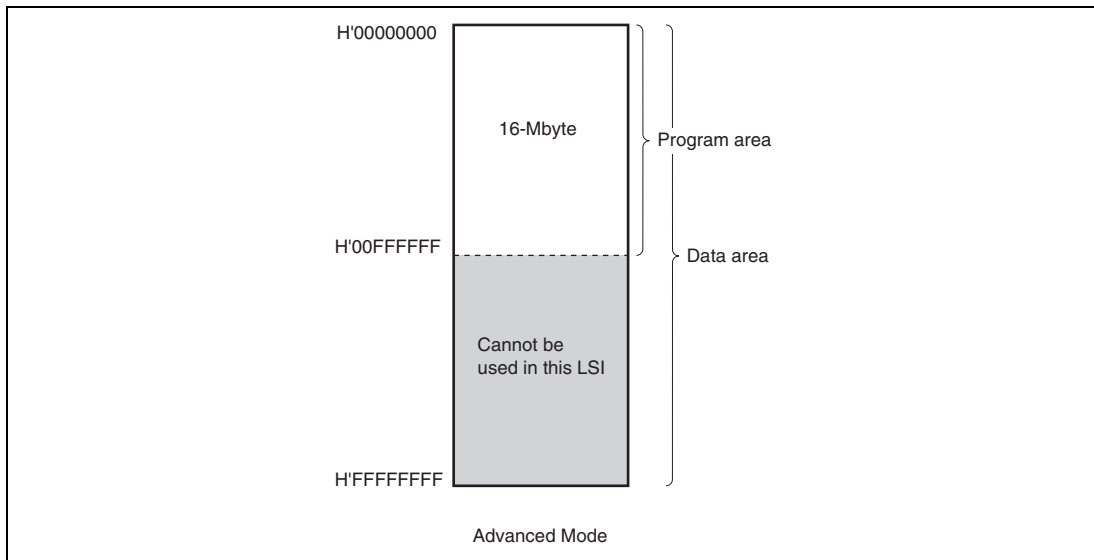 H'00000000
16-Mbyte
Program area
H'00FFFFFF
Data area
Cannot be
used in this LSI
H'FFFFFFFF
Advanced Mode